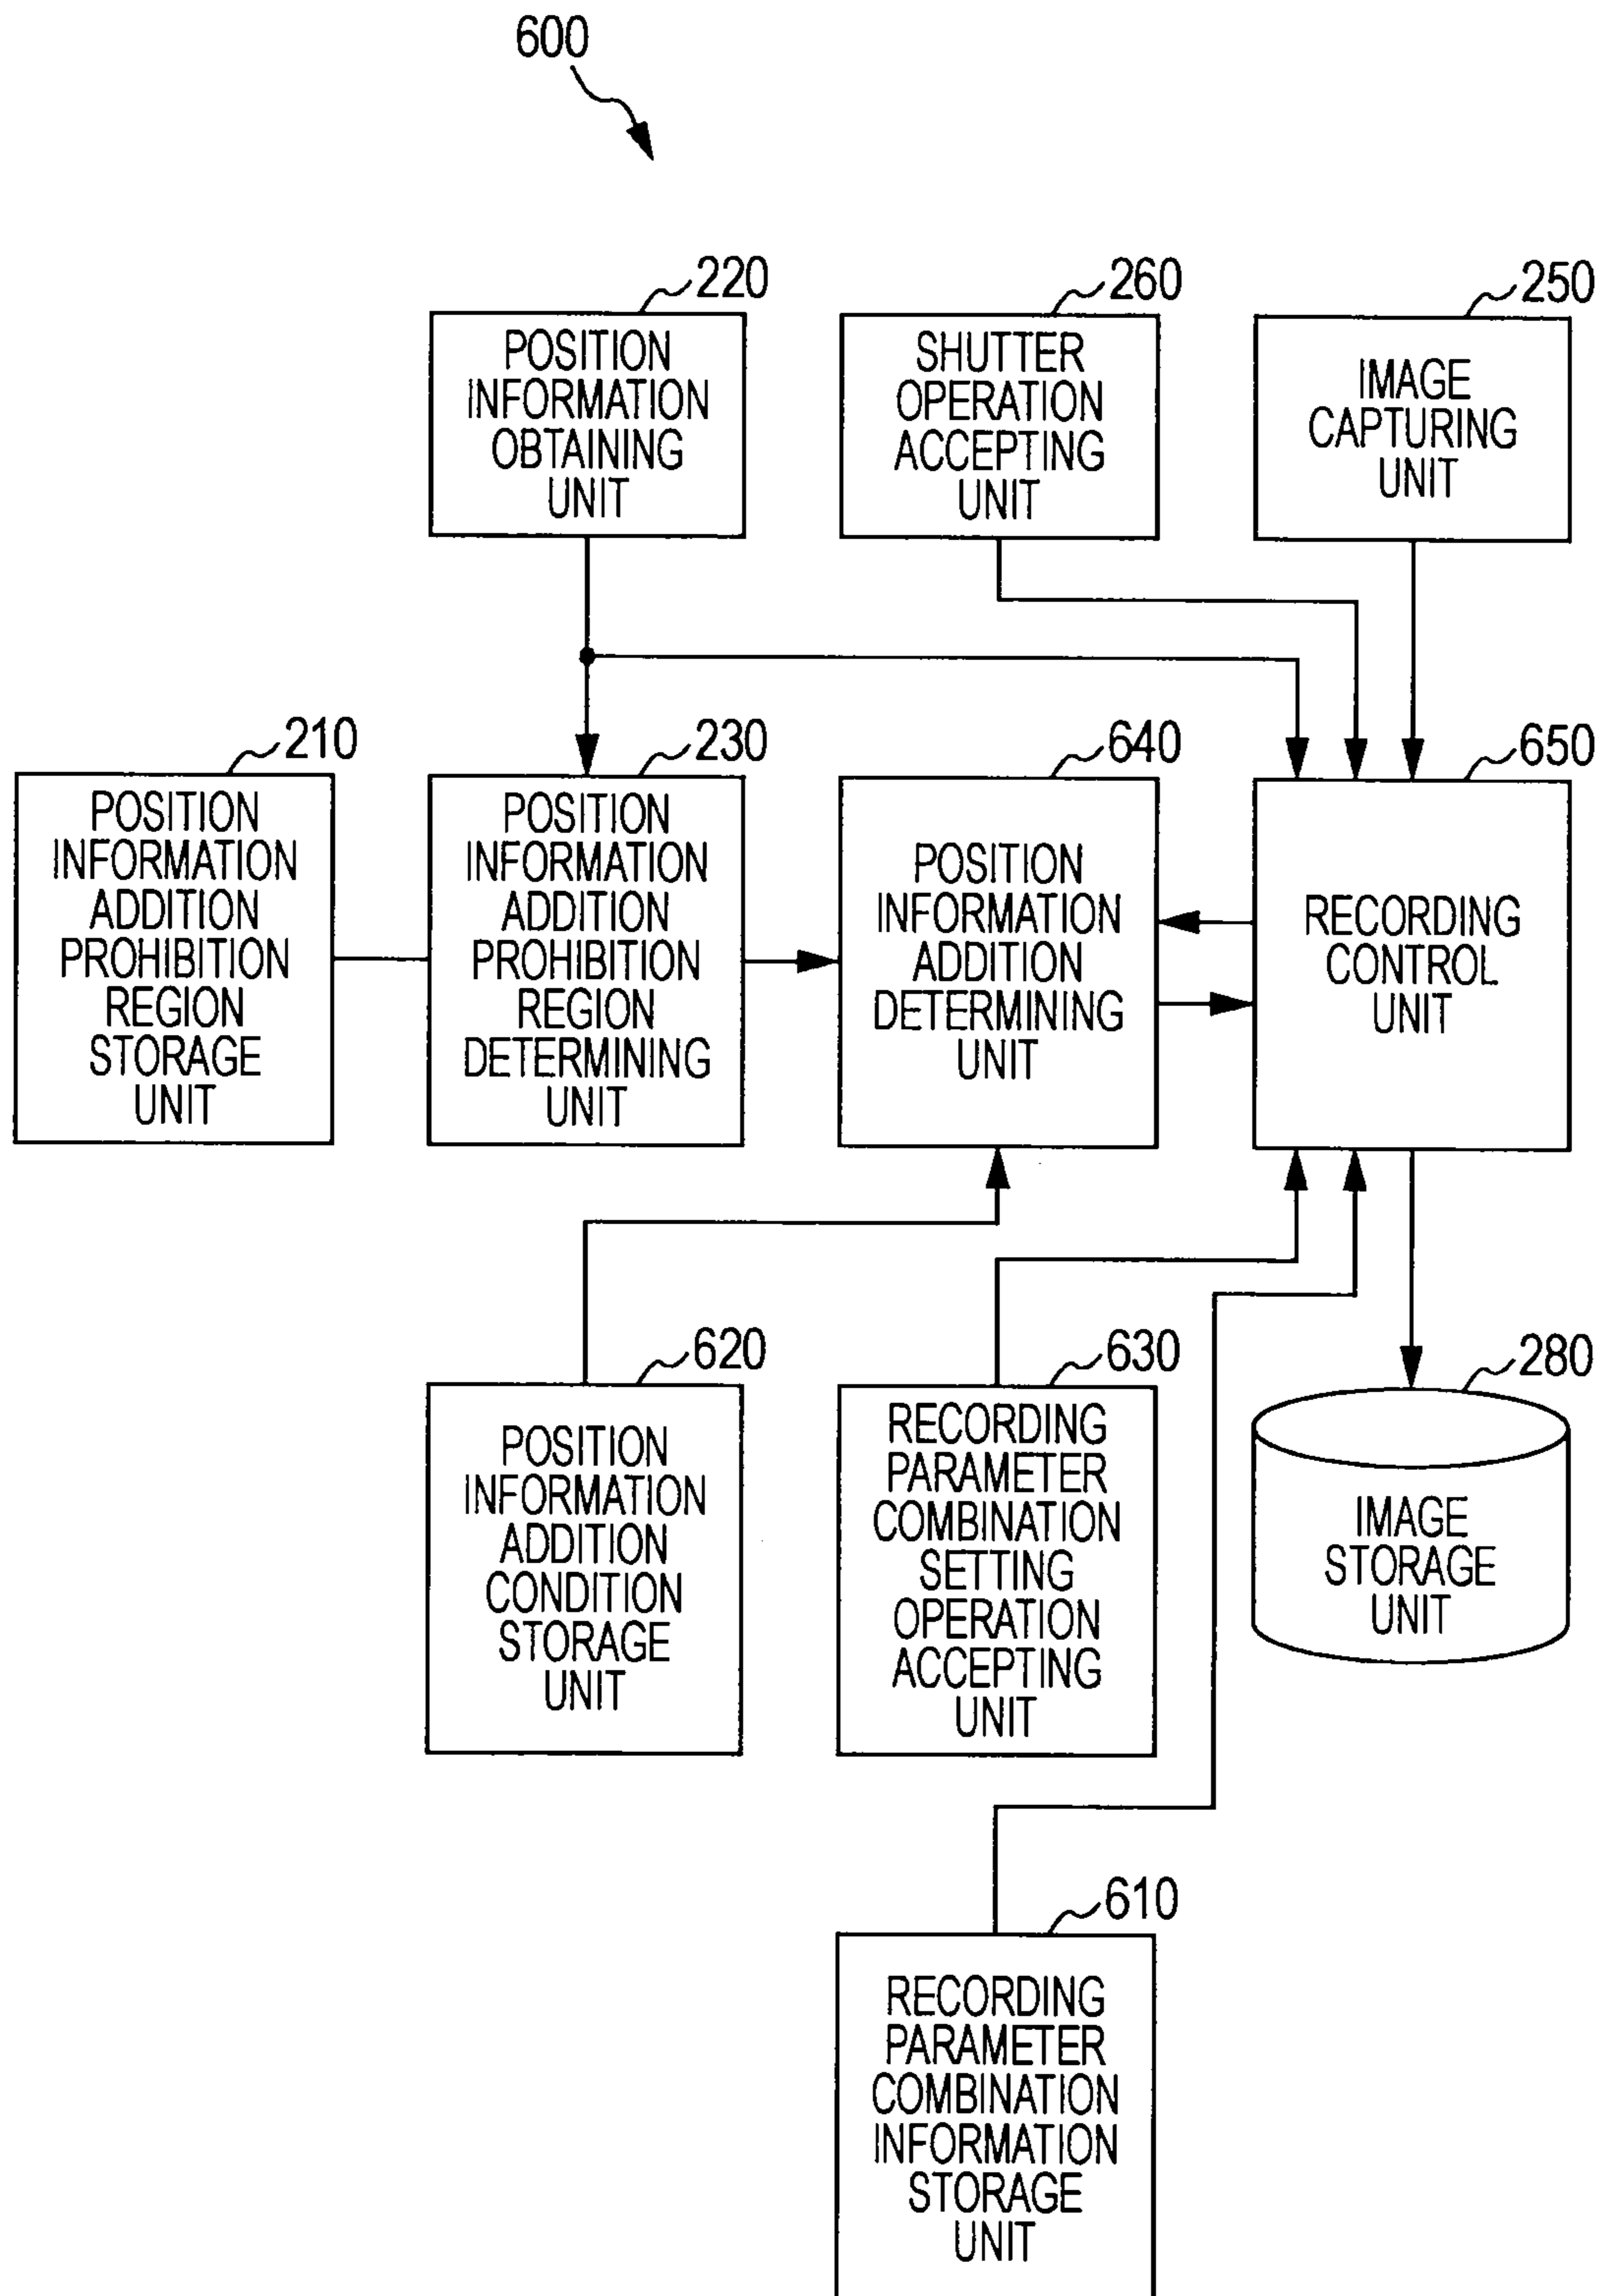 600
220
POSITION
INFORMATION
OBTAINING
UNIT
260
SHUTTER
OPERATION
ACCEPTING
UNIT
250
IMAGE
CAPTURING
UNIT
210
POSITION
INFORMATION
ADDITION
PROHIBITION
REGION
STORAGE
UNIT
230
POSITION
INFORMATION
ADDITION
PROHIBITION
REGION
DETERMINING
UNIT
640
POSITION
INFORMATION
ADDITION
DETERMINING
UNIT
650
RECORDING
CONTROL
UNIT
620
POSITION
INFORMATION
ADDITION
CONDITION
STORAGE
UNIT
630
RECORDING
PARAMETER
COMBINATION
SETTING
OPERATION
ACCEPTING
UNIT
280
IMAGE
STORAGE
UNIT
610
RECORDING
PARAMETER
COMBINATION
INFORMATION
STORAGE
UNIT